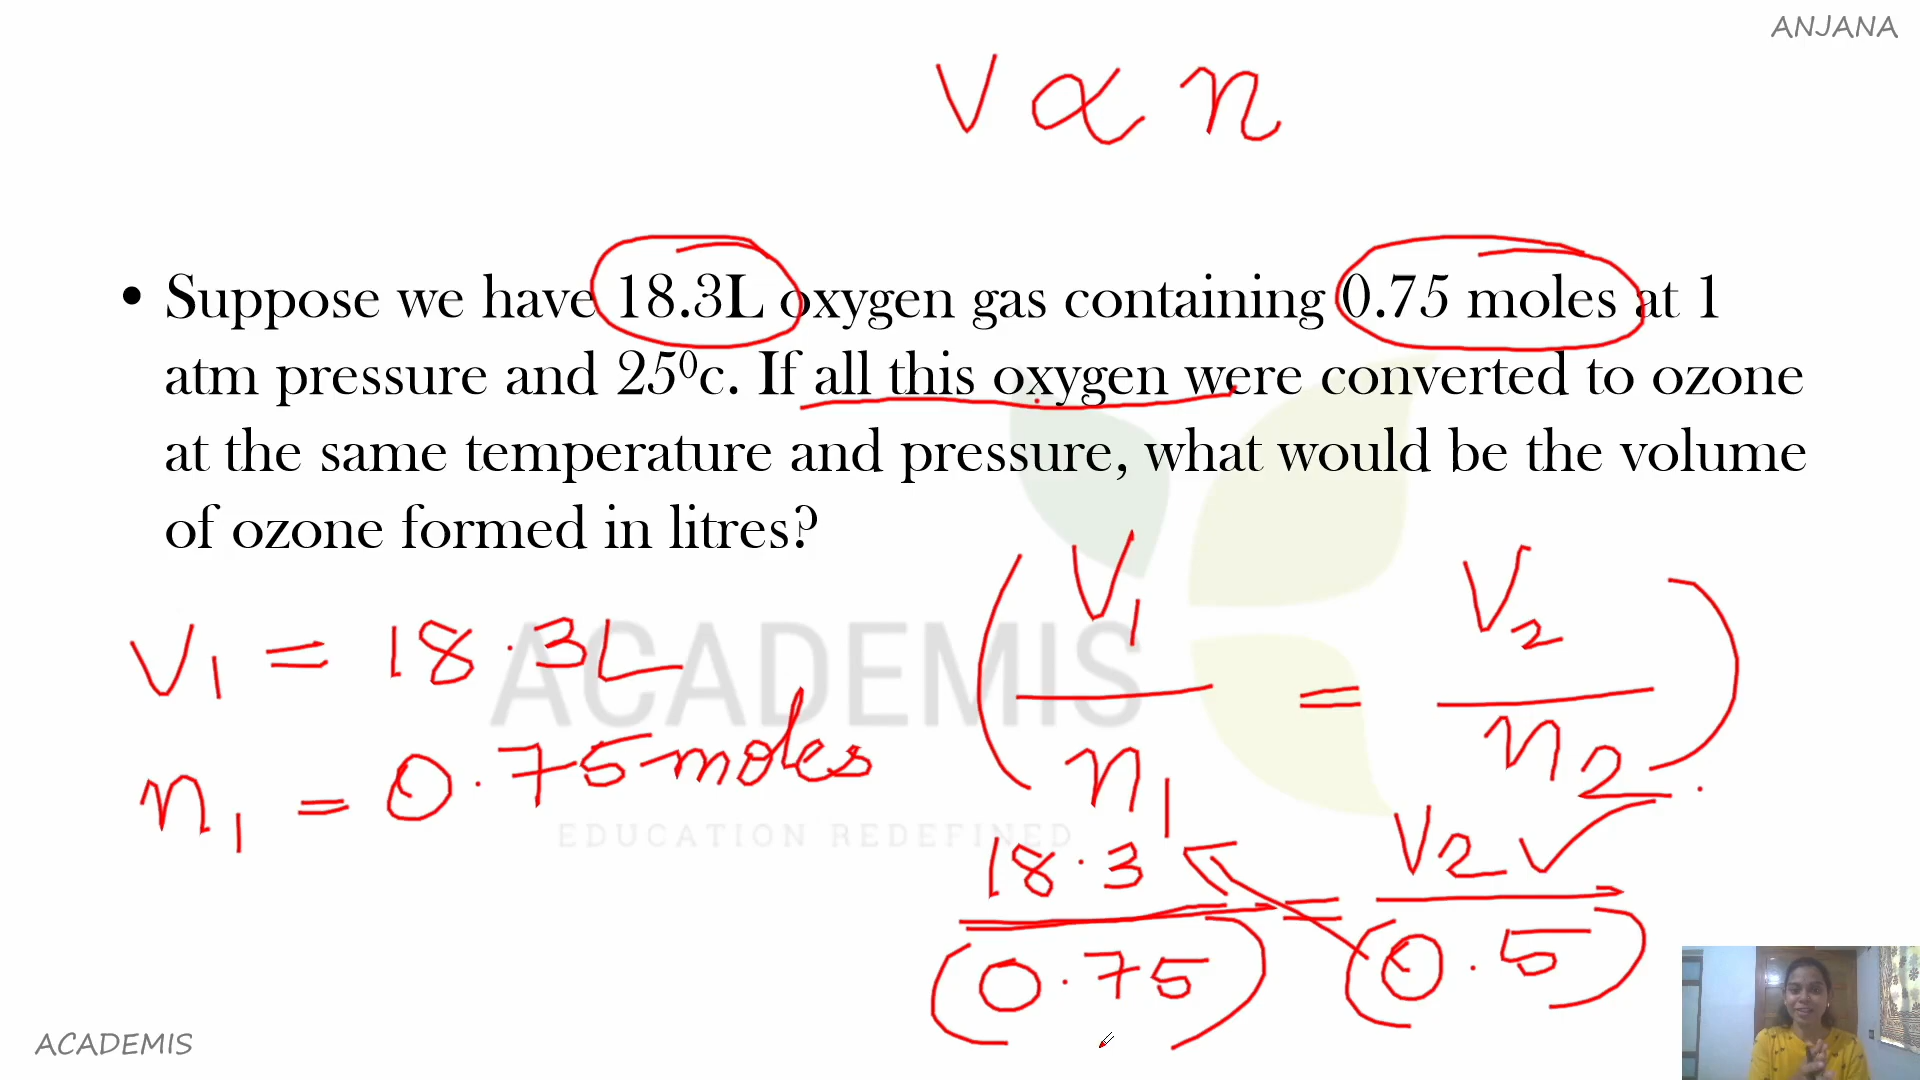 ANJANA
V ∝ n
• Suppose we have 18.3L oxygen gas containing 0.75 moles at 1
atm pressure and 25⁰c. If all this oxygen were converted to ozone
at the same temperature and pressure, what would be the volume
of ozone formed in litres?
V₁ = 18.3L
n₁ = 0.75 moles
(V₁/n₁ = V₂/n₂)
18.3/(0.75) = V₂/(0.5)
ACADEMIS
EDUCATION REDEFINED
ACADEMIS